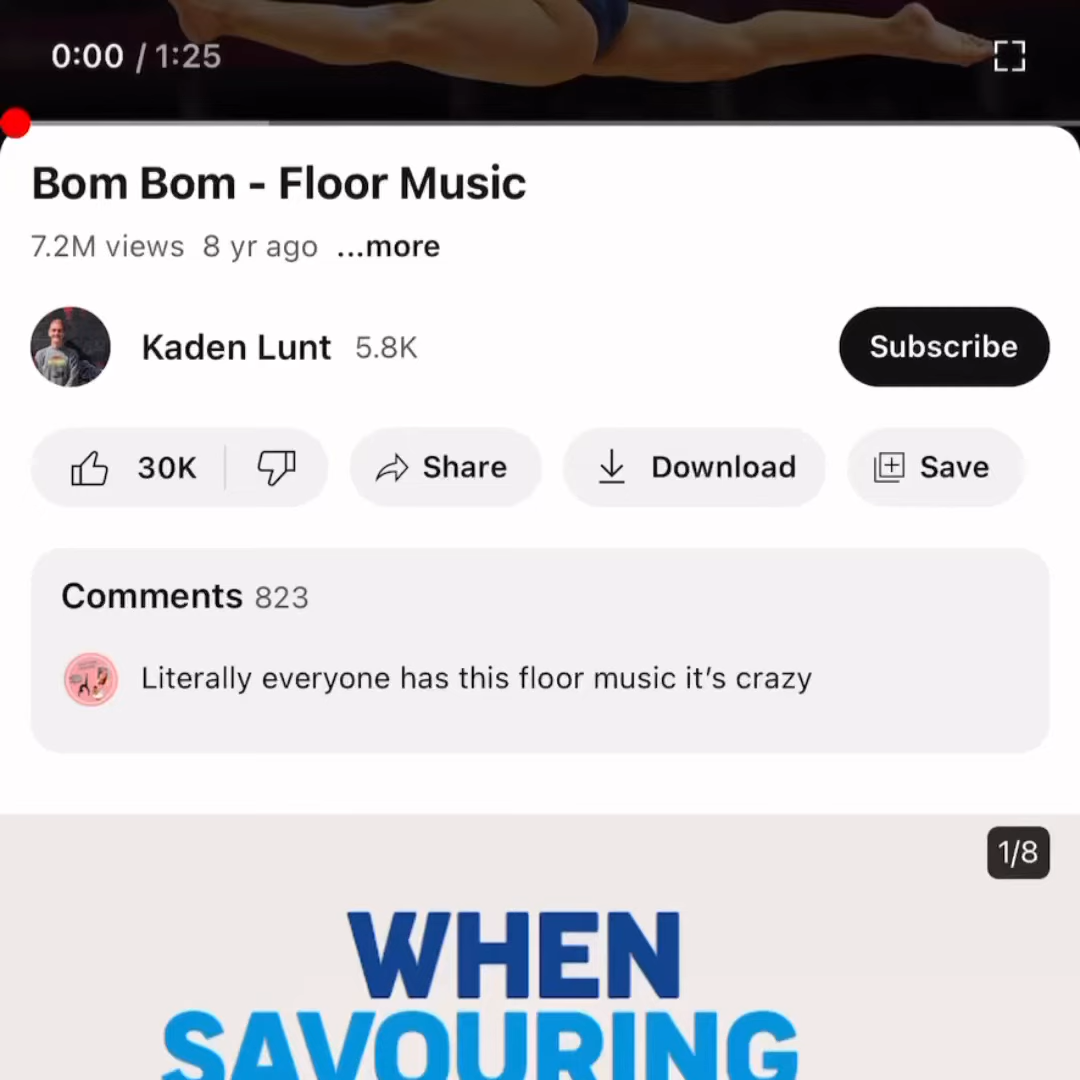 0:00 / 1:25
Bom Bom - Floor Music
7.2M views 8 yr ago ...more
Kaden Lunt 5.8K
Subscribe
30K
Share
Download
Save
Comments 823
Literally everyone has this floor music it’s crazy
1/8
WHEN
SAVOURING